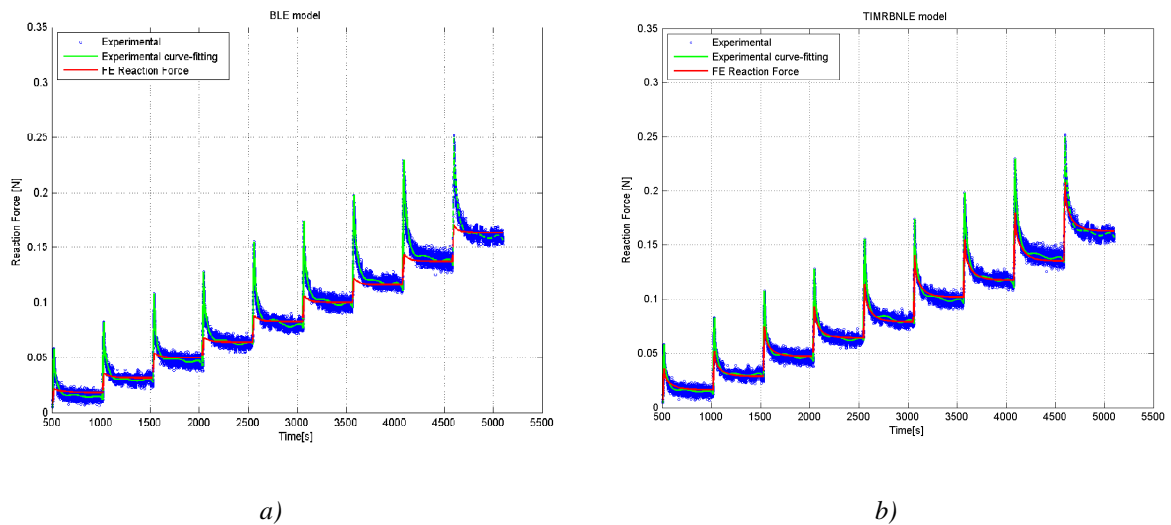 BLE model
0.35
0.3
0.25
0.2
0.15
0.1
0.05
0
Reaction Force [N]
Experimental
Experimental curve-fitting
FE Reaction Force
500 1000 1500 2000 2500 3000 3500 4000 4500 5000 5500
Time[s]
a)
TIMRBNLE model
0.35
0.3
0.25
0.2
0.15
0.1
0.05
0
Reaction Force [N]
Experimental
Experimental curve-fitting
FE Reaction Force
500 1000 1500 2000 2500 3000 3500 4000 4500 5000 5500
Time[s]
b)